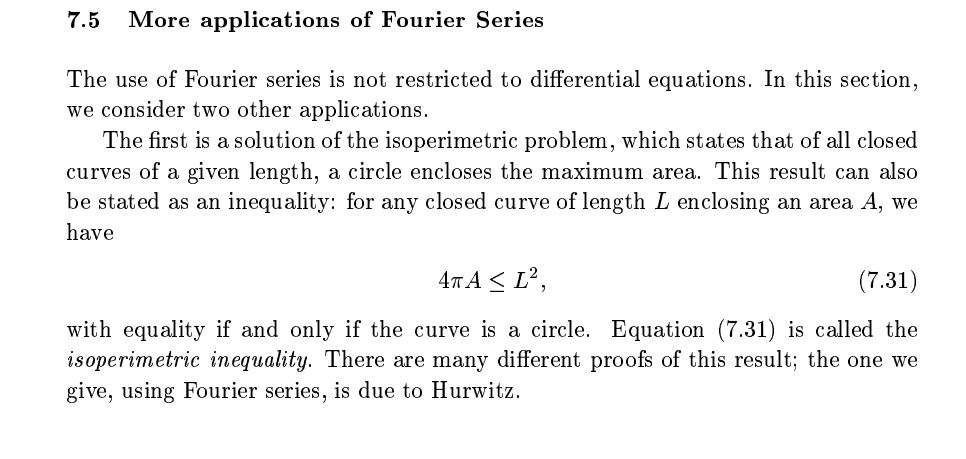 7.5 More applications of Fourier Series
The use of Fourier series is not restricted to differential equations. In this section,
we consider two other applications.
The first is a solution of the isoperimetric problem, which states that of all closed
curves of a given length, a circle encloses the maximum area. This result can also
be stated as an inequality: for any closed curve of length L enclosing an area A, we
have
4πA ≤ L², (7.31)
with equality if and only if the curve is a circle. Equation (7.31) is called the
isoperimetric inequality. There are many different proofs of this result; the one we
give, using Fourier series, is due to Hurwitz.